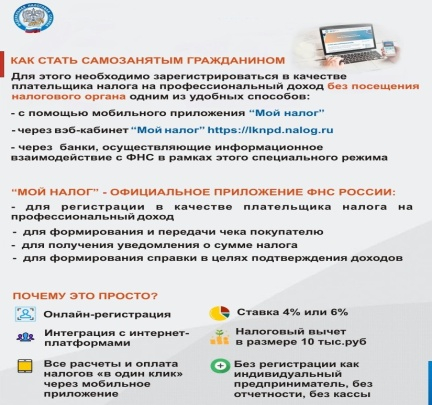 КАК СТАТЬ САМОЗАНЯТЫМ ГРАЖДАНИНОМ
Для этого необходимо зарегистрироваться в качестве
плательщика налога на профессиональный доход без посещения
налогового органа одним из удобных способов:
- с помощью мобильного приложения “Мой налог”
- через вэб-кабинет “Мой налог” https://lknpd.nalog.ru
- через банки, осуществляющие информационное
взаимодействие с ФНС в рамках этого специального режима
“МОЙ НАЛОГ” - ОФИЦИАЛЬНОЕ ПРИЛОЖЕНИЕ ФНС РОССИИ:
- для регистрации в качестве плательщика налога на
профессиональный доход
- для формирования и передачи чека покупателю
- для получения уведомления о сумме налога
- для формирования справки в целях подтверждения доходов
ПОЧЕМУ ЭТО ПРОСТО?
Онлайн-регистрация
Интеграция с интернет-
платформами
Все расчеты и оплата
налогов «в один клик»
через мобильное
приложение
Ставка 4% или 6%
Налоговый вычет
в размере 10 тыс.руб
Без регистрации как
индивидуальный
предприниматель, без
отчетности, без кассы